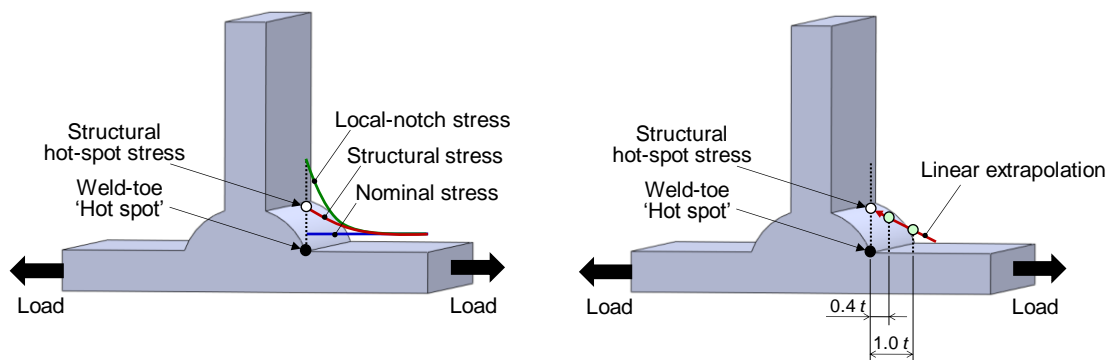 Local-notch stress
Structural
hot-spot stress
Structural stress
Weld-toe
‘Hot spot’
Nominal stress
Load
Load
Structural
hot-spot stress
Linear extrapolation
Weld-toe
‘Hot spot’
Load
Load
0.4 t
1.0 t